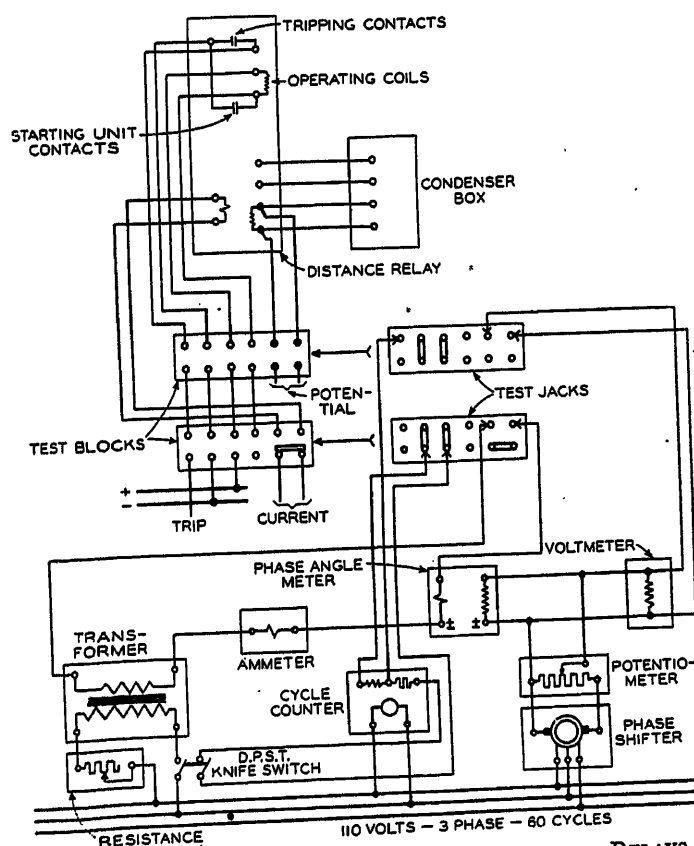 TRIPPING CONTACTS
OPERATING COILS
STARTING UNIT
CONTACTS
CONDENSER
BOX
DISTANCE RELAY
POTEN-
TIAL
TEST JACKS
TEST BLOCKS
+
-
TRIP
CURRENT
PHASE ANGLE
METER
VOLTMETER
± ±
TRANS-
FORMER
AMMETER
CYCLE
COUNTER
POTENTIO-
METER
PHASE
SHIFTER
D.P.S.T.
KNIFE SWITCH
RESISTANCE
110 VOLTS - 3 PHASE - 60 CYCLES